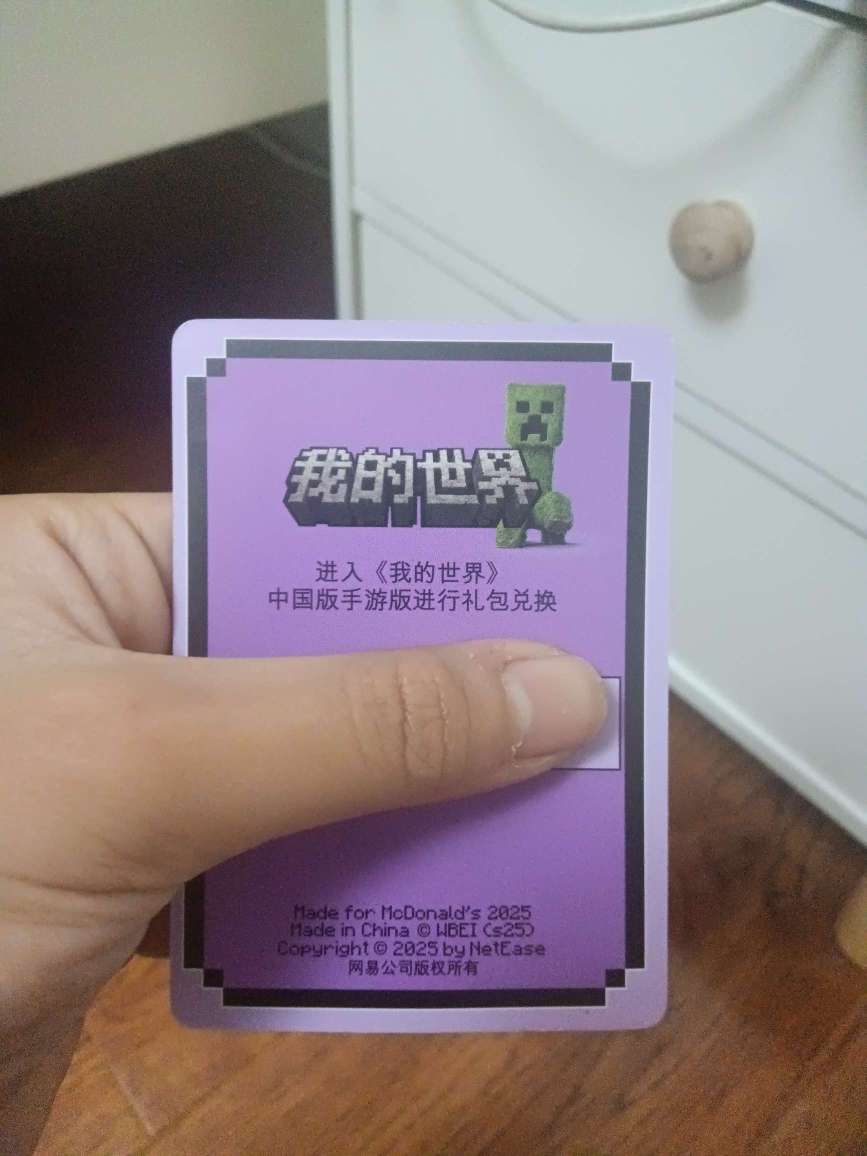 我的世界
进入《我的世界》
中国版手游版进行礼包兑换
Made for McDonald's 2025
Made in China © WBEI (s25)
Copyright © 2025 by NetEase
网易公司版权所有